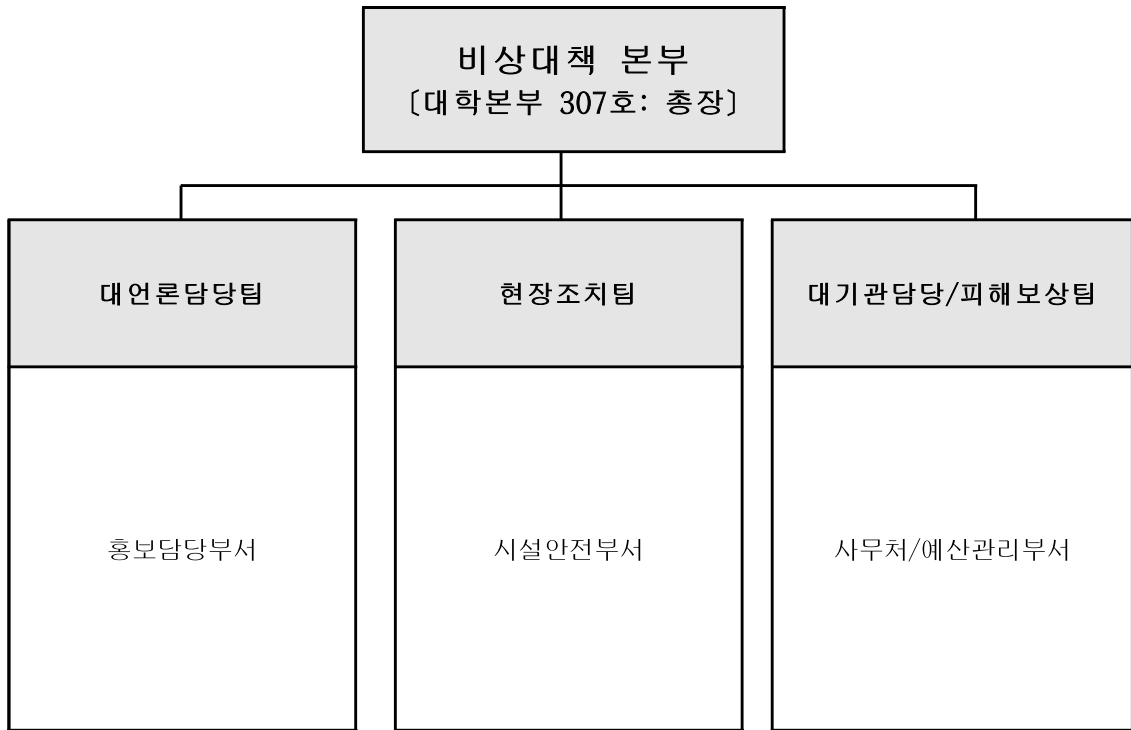 비상대책 본부
〔대학본부 307호: 총장〕
대언론담당팀
현장조치팀
대기관담당/피해보상팀
홍보담당부서
시설안전부서
사무처/예산관리부서